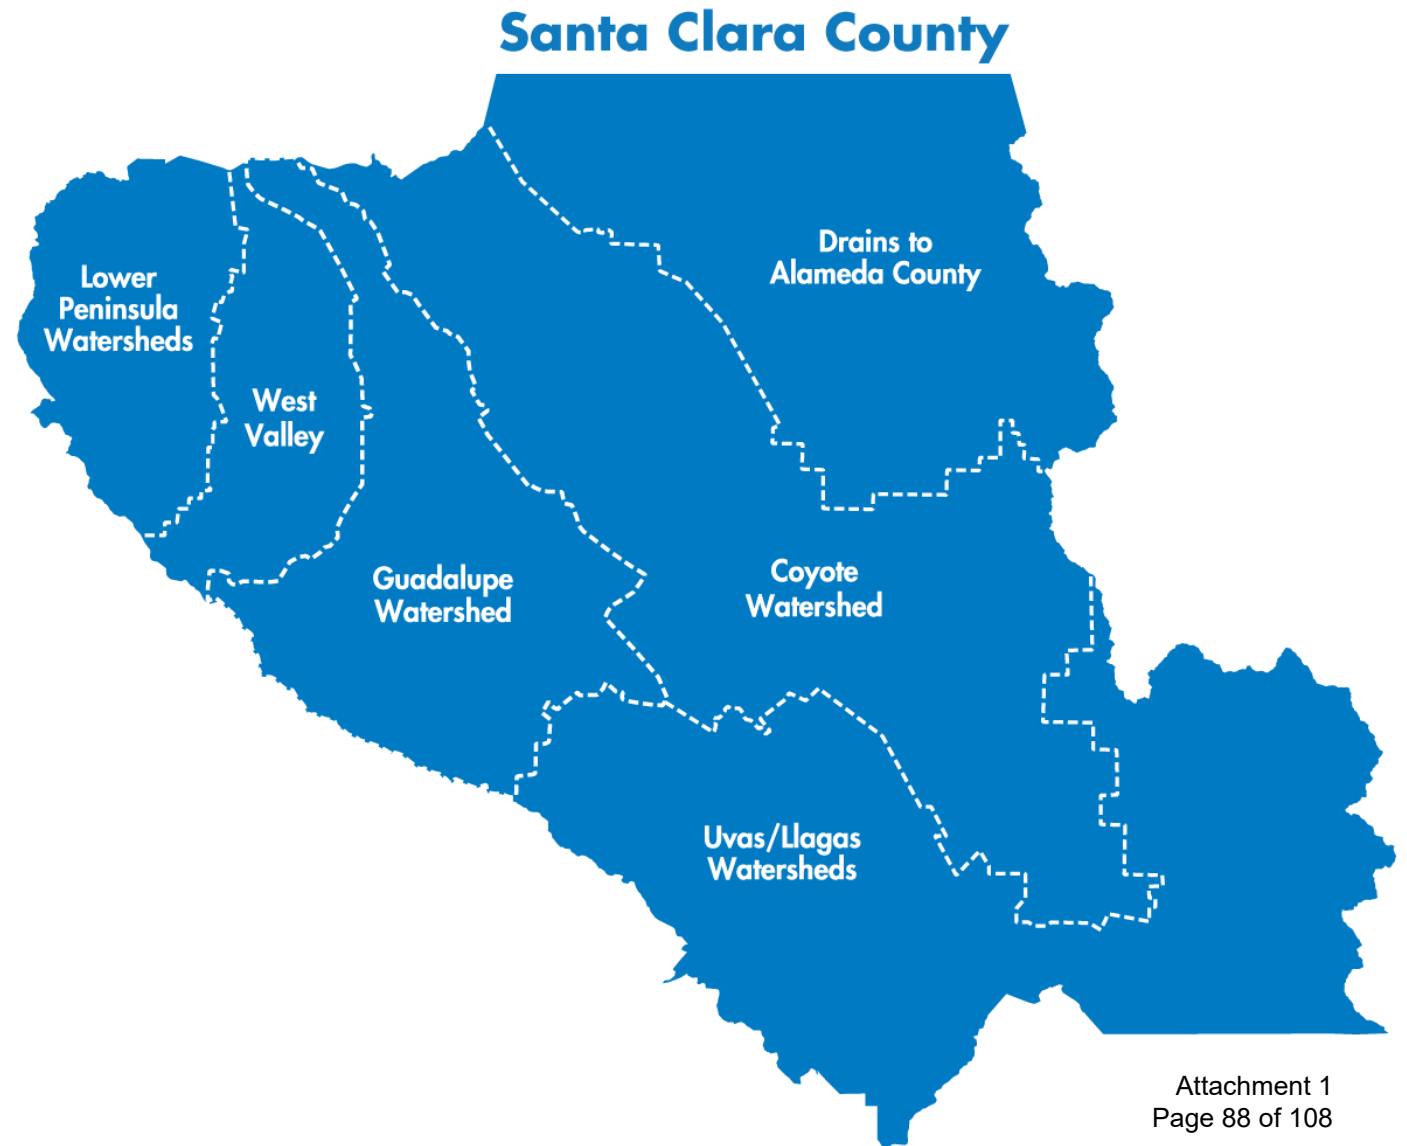 Santa Clara County
Drains to
Alameda County
Lower
Peninsula
Watersheds
West
Valley
Guadalupe
Watershed
Coyote
Watershed
Uvas/Llagas
Watersheds
Attachment 1
Page 88 of 108